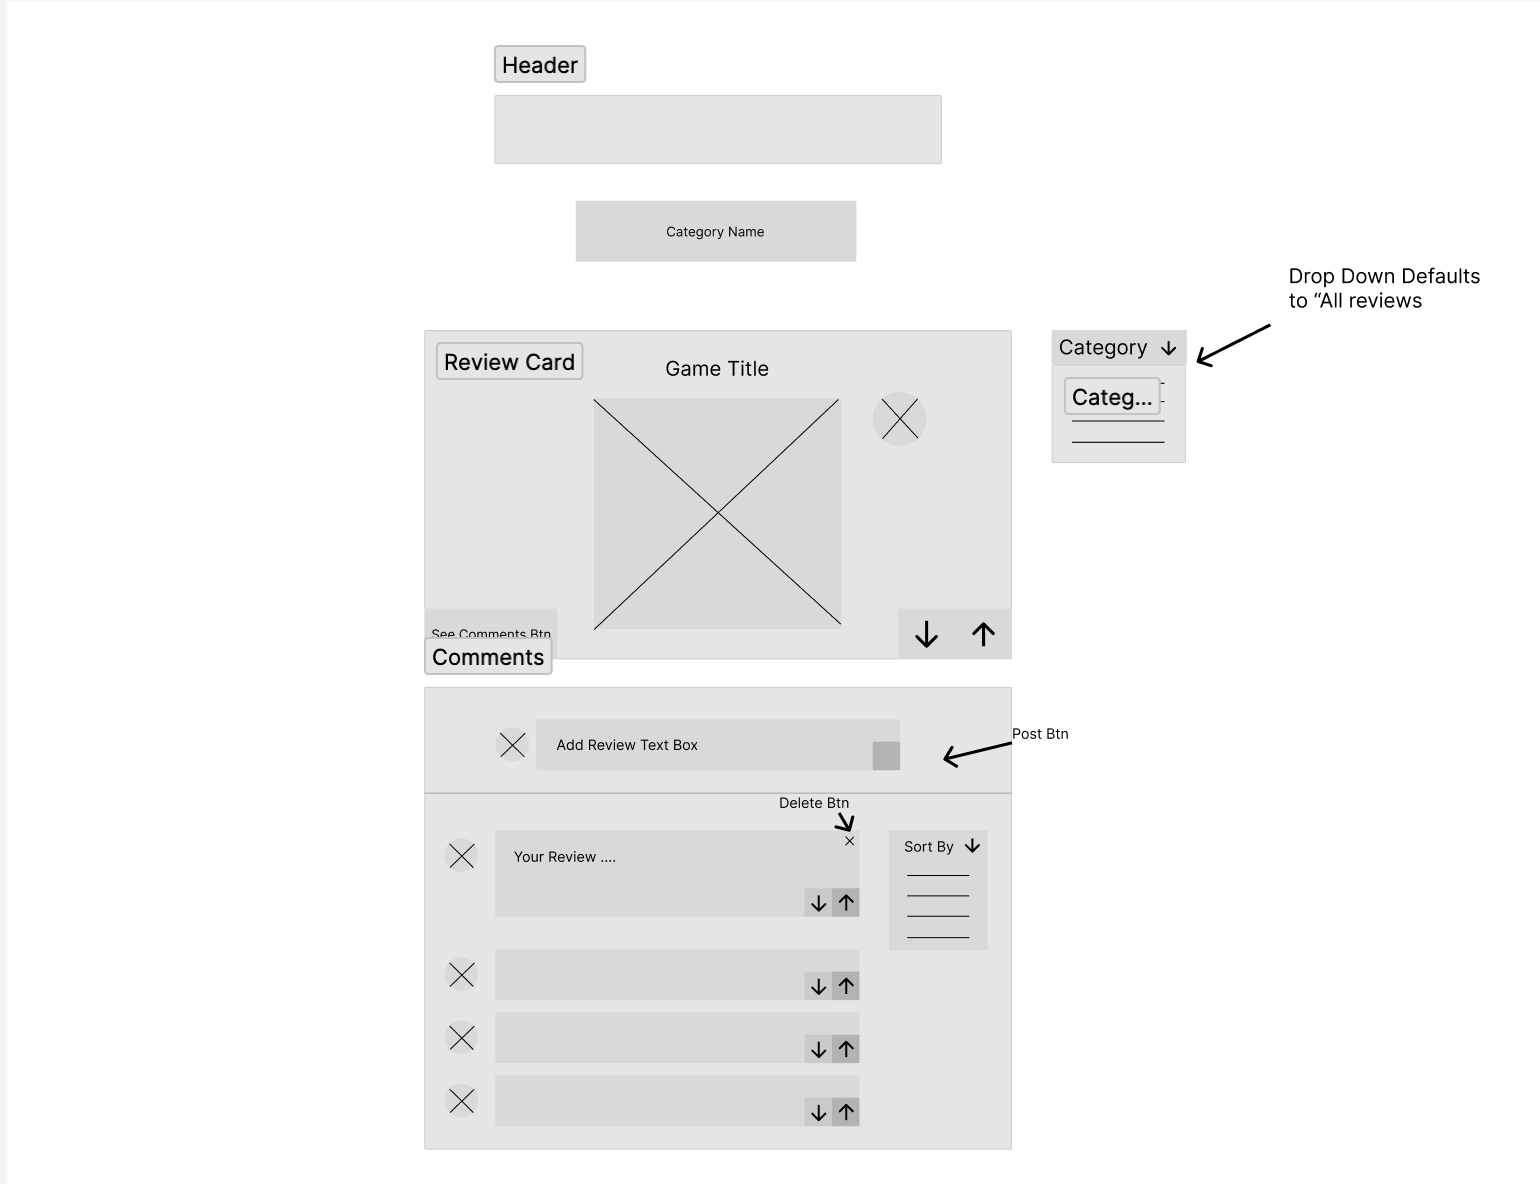 Header
Category Name
Drop Down Defaults
to “All reviews
Category
Categ...
Review Card
Game Title
See Comments Btn
Comments
Add Review Text Box
Post Btn
Delete Btn
Your Review ....
Sort By